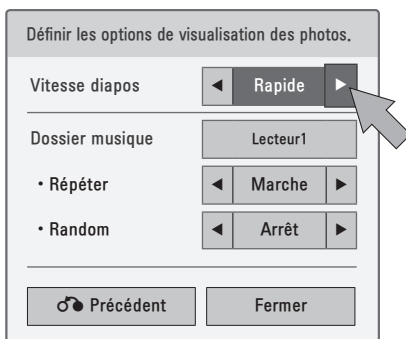 Définir les options de visualisation des photos.
Vitesse diapos ◄ Rapide ►
Dossier musique Lecteur1
• Répéter ◄ Marche ►
• Random ◄ Arrêt ►
Précédent Fermer